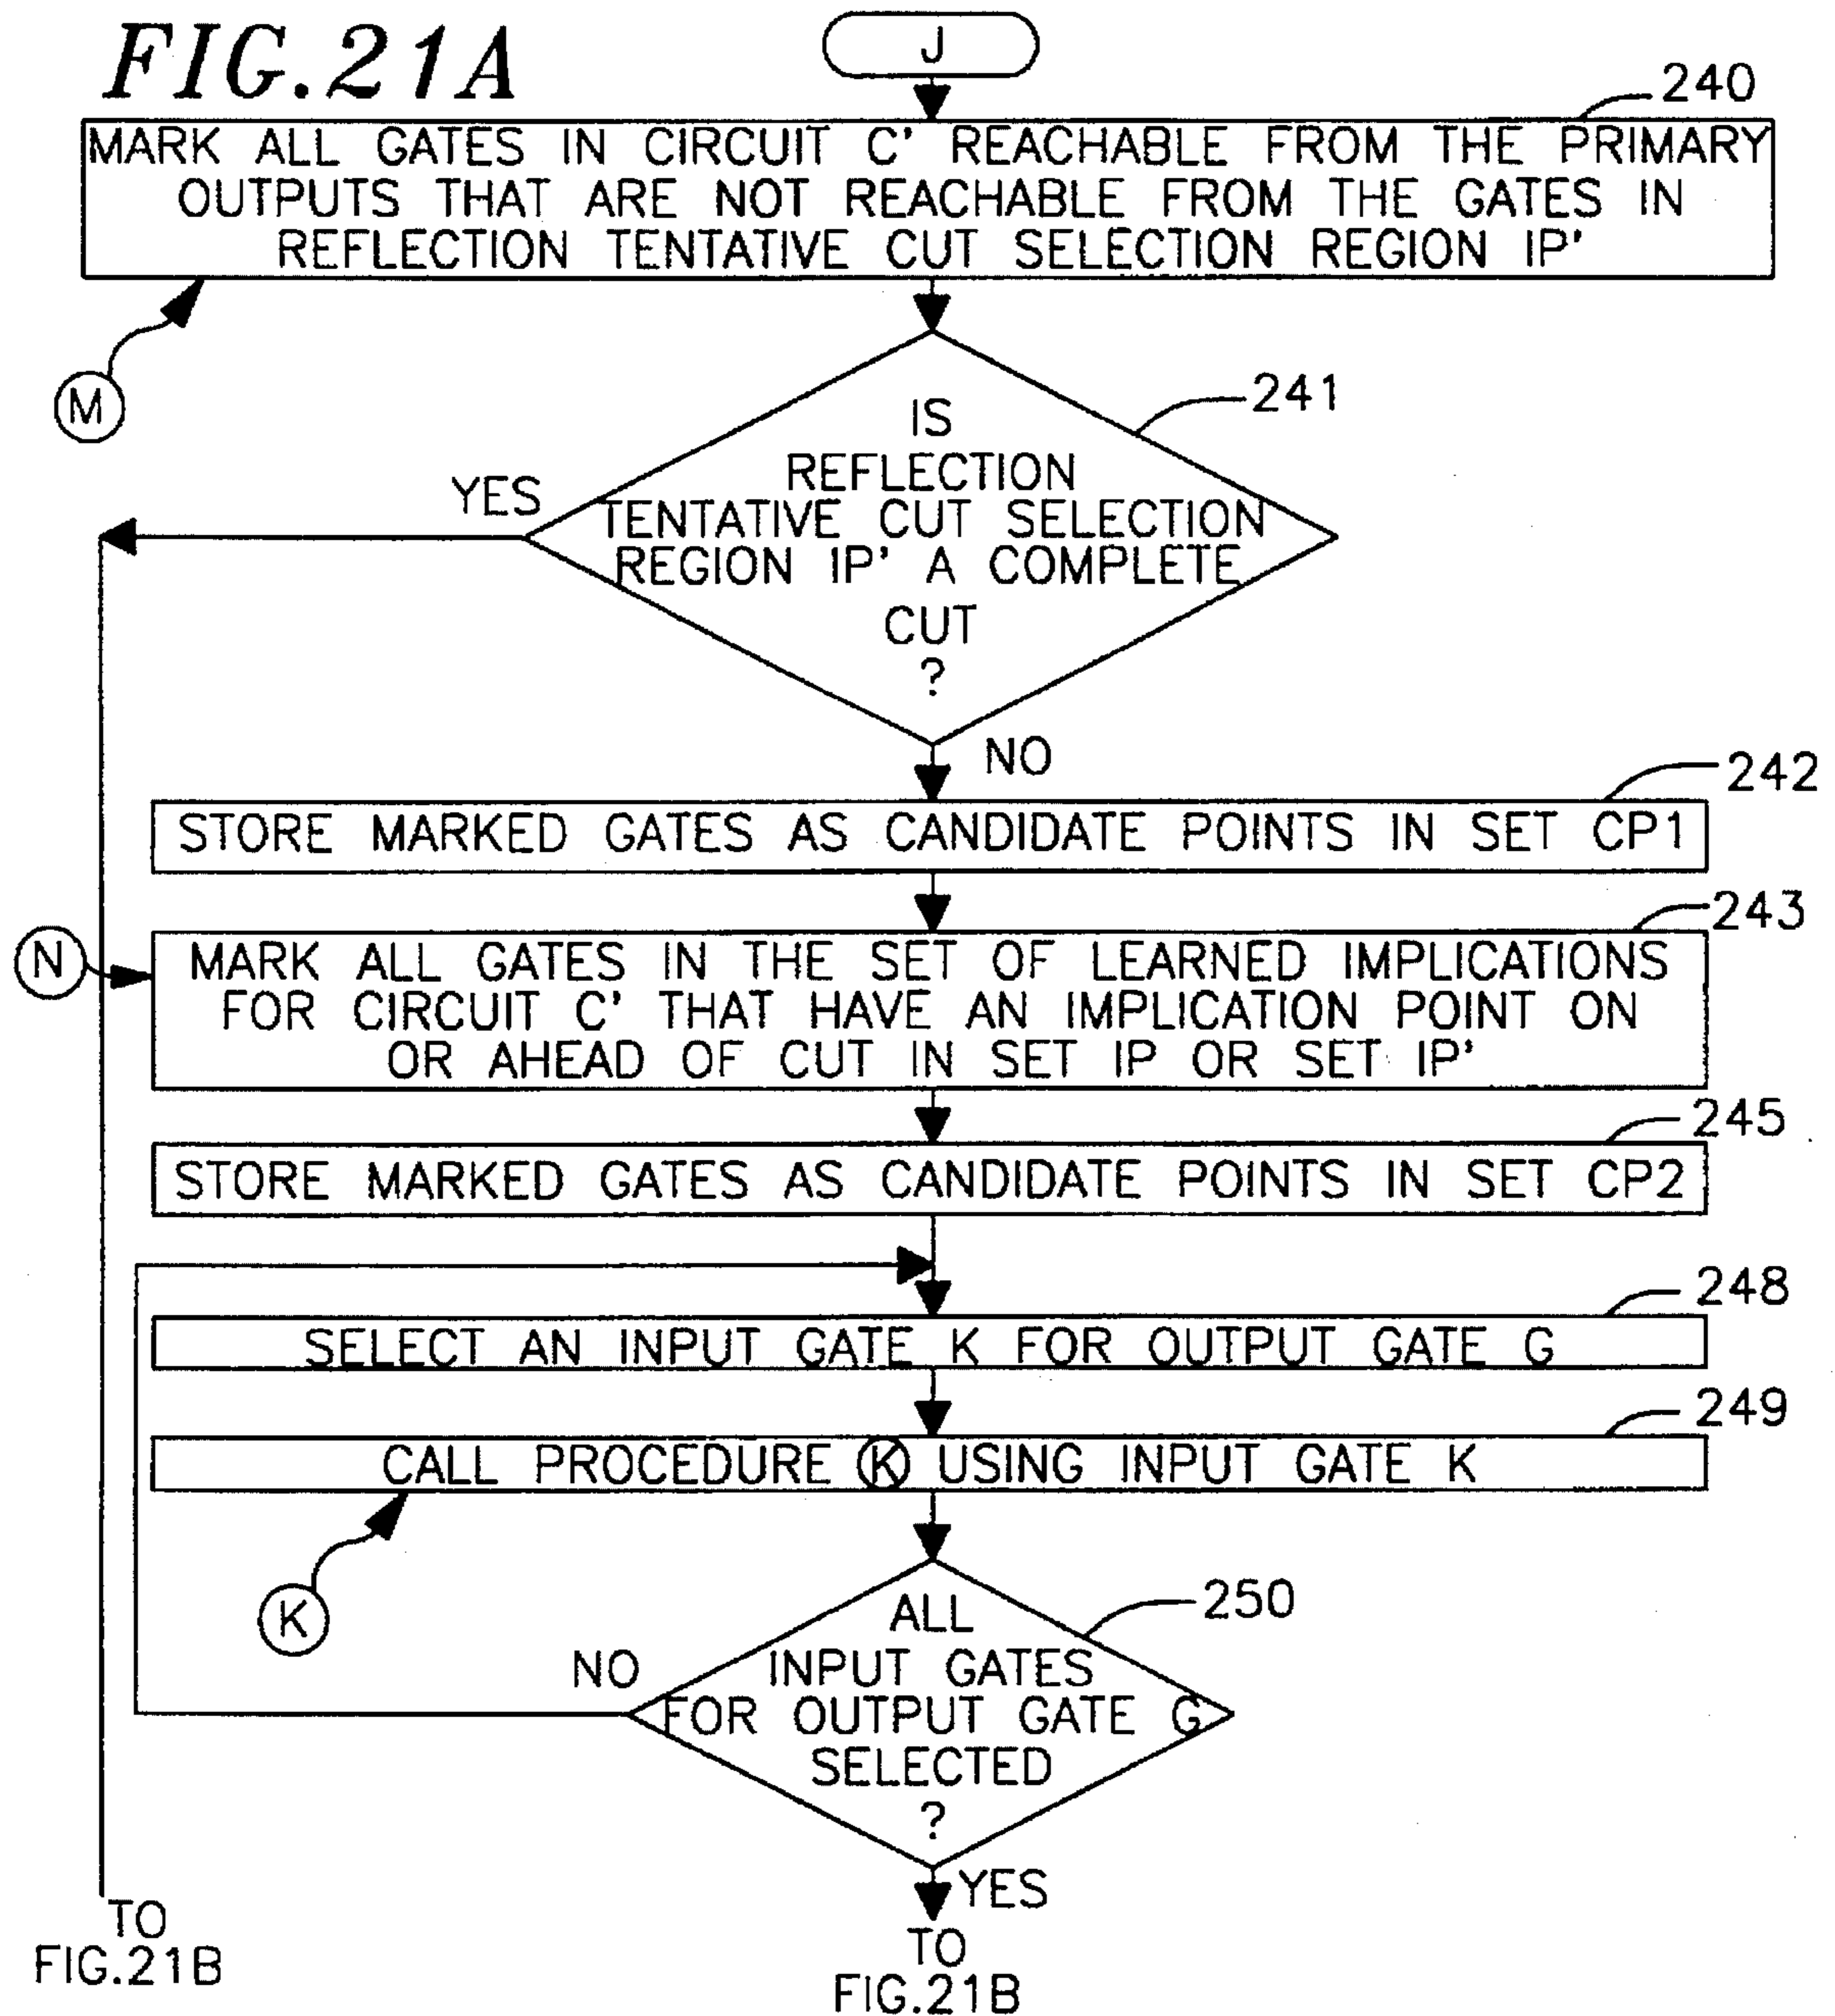 FIG.21A
J
240
MARK ALL GATES IN CIRCUIT C' REACHABLE FROM THE PRIMARY
OUTPUTS THAT ARE NOT REACHABLE FROM THE GATES IN
REFLECTION TENTATIVE CUT SELECTION REGION IP'
M
241
IS
REFLECTION
TENTATIVE CUT SELECTION
REGION IP' A COMPLETE
CUT
?
YES
NO
242
STORE MARKED GATES AS CANDIDATE POINTS IN SET CP1
243
N
MARK ALL GATES IN THE SET OF LEARNED IMPLICATIONS
FOR CIRCUIT C' THAT HAVE AN IMPLICATION POINT ON
OR AHEAD OF CUT IN SET IP OR SET IP'
245
STORE MARKED GATES AS CANDIDATE POINTS IN SET CP2
248
SELECT AN INPUT GATE K FOR OUTPUT GATE G
249
CALL PROCEDURE K USING INPUT GATE K
K
250
ALL
INPUT GATES
FOR OUTPUT GATE G
SELECTED
?
NO
YES
TO
FIG.21B
TO
FIG.21B